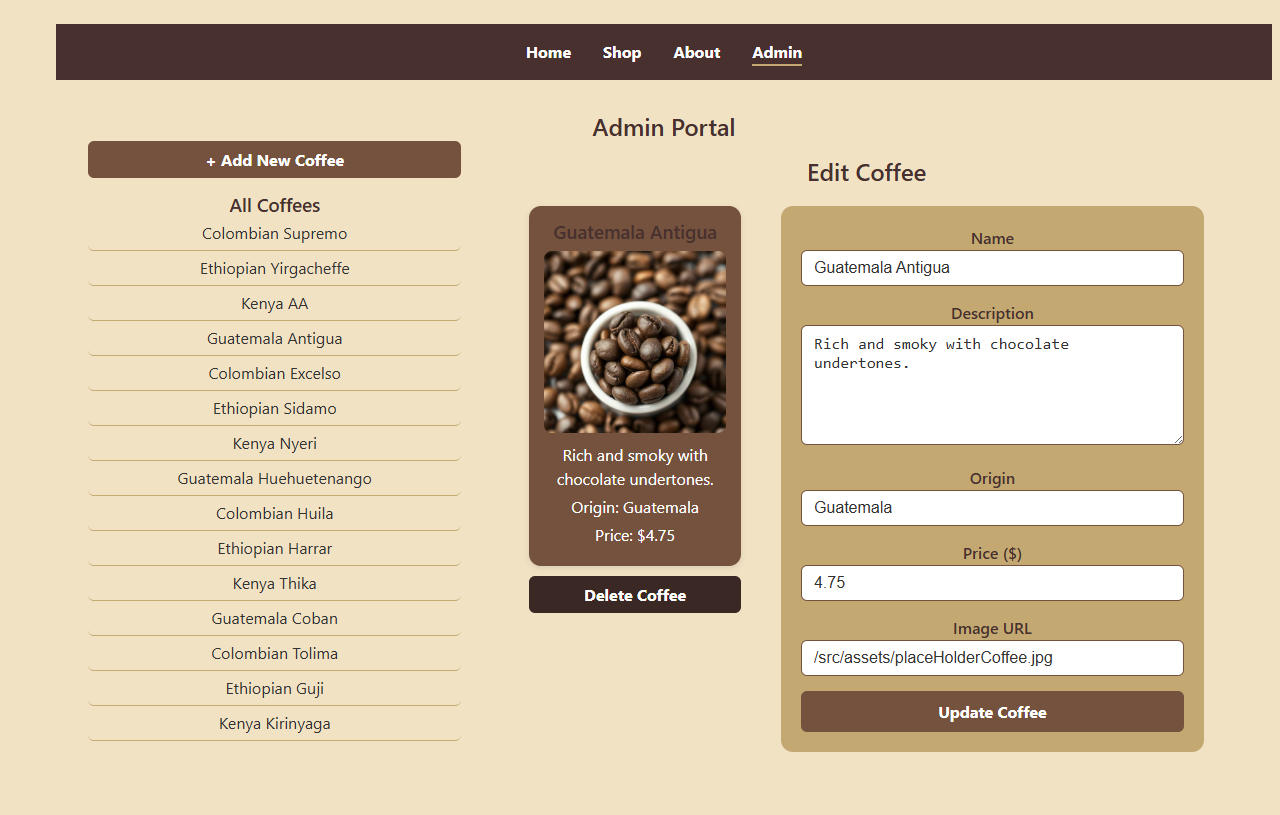 Home Shop About Admin
Admin Portal
+ Add New Coffee
All Coffees
Colombian Supremo
Ethiopian Yirgacheffe
Kenya AA
Guatemala Antigua
Colombian Excelso
Ethiopian Sidamo
Kenya Nyeri
Guatemala Huehuetenango
Colombian Huila
Ethiopian Harrar
Kenya Thika
Guatemala Coban
Colombian Tolima
Ethiopian Guji
Kenya Kirinyaga
Edit Coffee
Guatemala Antigua
Rich and smoky with
chocolate undertones.
Origin: Guatemala
Price: $4.75
Delete Coffee
Name
Guatemala Antigua
Description
Rich and smoky with chocolate
undertones.
Origin
Guatemala
Price ($)
4.75
Image URL
/src/assets/placeHolderCoffee.jpg
Update Coffee